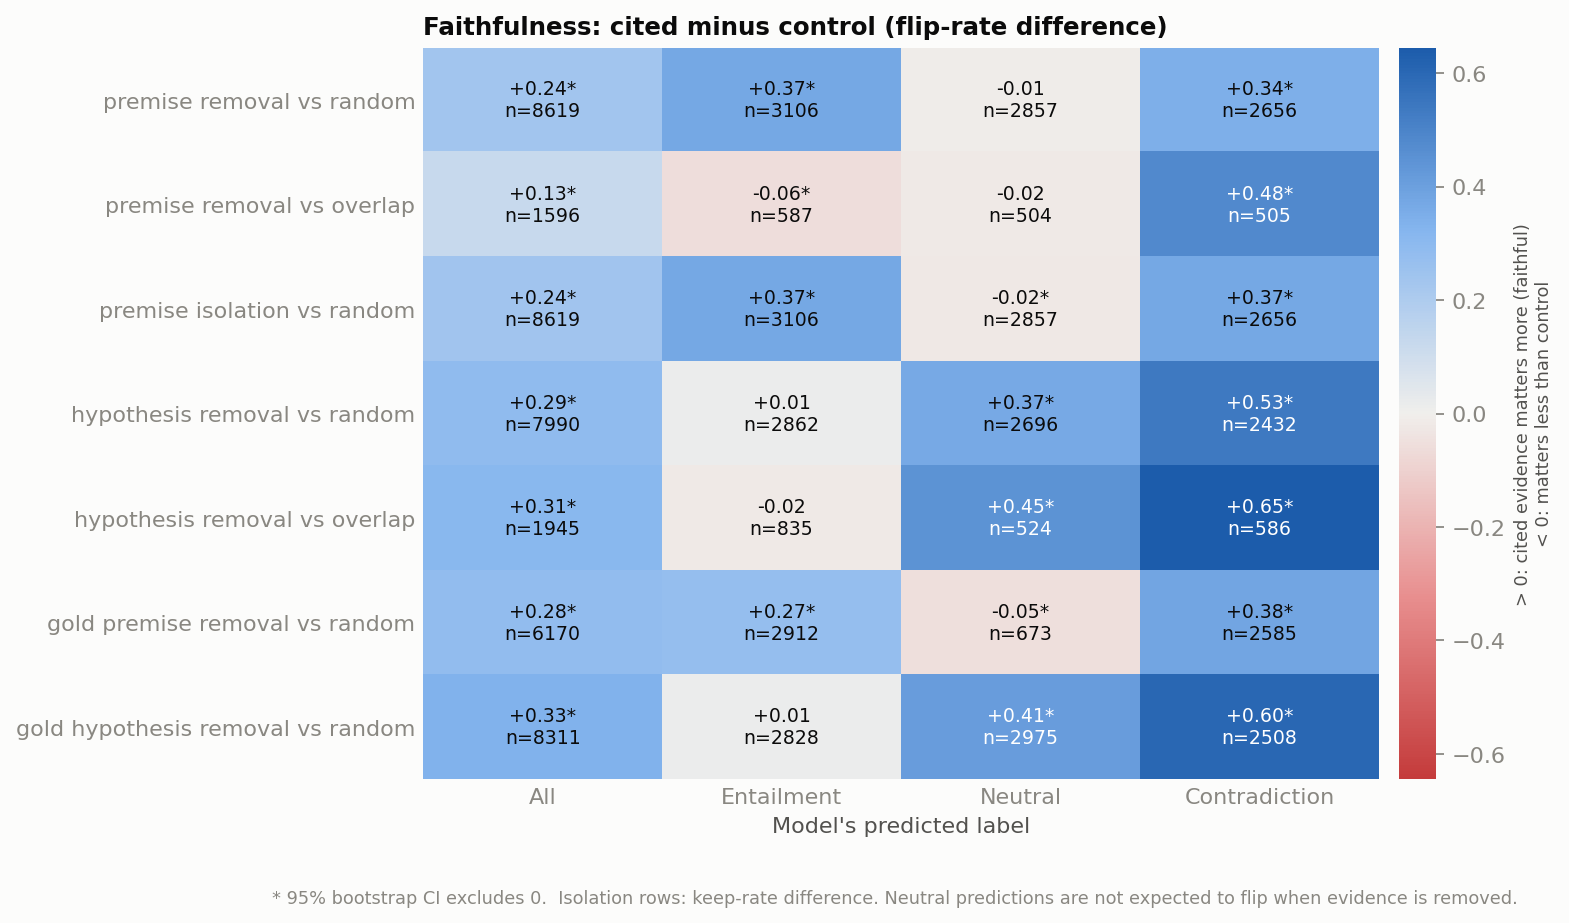 Faithfulness: cited minus control (flip-rate difference)
premise removal vs random
+0.24* +0.37* -0.01 +0.34*
n=8619 n=3106 n=2857 n=2656
premise removal vs overlap
+0.13* -0.06* -0.02 +0.48*
n=1596 n=587 n=504 n=505
premise isolation vs random
+0.24* +0.37* -0.02* +0.37*
n=8619 n=3106 n=2857 n=2656
hypothesis removal vs random
+0.29* +0.01 +0.37* +0.53*
n=7990 n=2862 n=2696 n=2432
hypothesis removal vs overlap
+0.31* -0.02 +0.45* +0.65*
n=1945 n=835 n=524 n=586
gold premise removal vs random
+0.28* +0.27* -0.05* +0.38*
n=6170 n=2912 n=673 n=2585
gold hypothesis removal vs random
+0.33* +0.01 +0.41* +0.60*
n=8311 n=2828 n=2975 n=2508
All Entailment Neutral Contradiction
Model's predicted label
0.6
0.4
0.2
0.0
−0.2
−0.4
−0.6
> 0: cited evidence matters more (faithful)
< 0: matters less than control
* 95% bootstrap CI excludes 0.  Isolation rows: keep-rate difference. Neutral predictions are not expected to flip when evidence is removed.